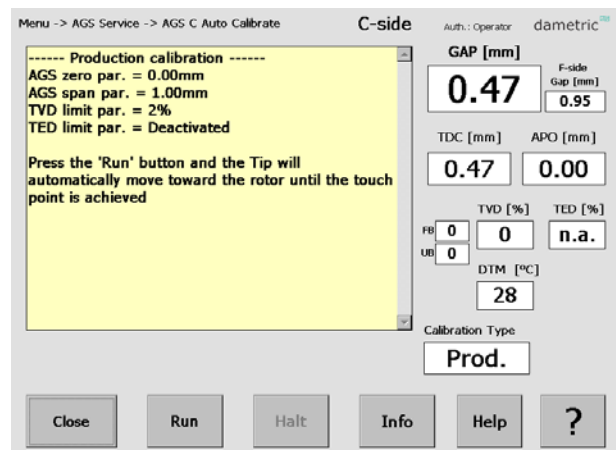 Menu -> AGS Service -> AGS C Auto Calibrate
C-side
Auth.: Operator
dametric
------ Production calibration ------
AGS zero par. = 0.00mm
AGS span par. = 1.00mm
TVD limit par. = 2%
TED limit par. = Deactivated
Press the 'Run' button and the Tip will
automatically move toward the rotor until the touch
point is achieved
GAP [mm]
0.47
F-side
Gap [mm]
0.95
TDC [mm]
0.47
APO [mm]
0.00
TVD [%]
TED [%]
FB 0
UB 0
0
n.a.
DTM [ºC]
28
Calibration Type
Prod.
Close
Run
Halt
Info
Help
?